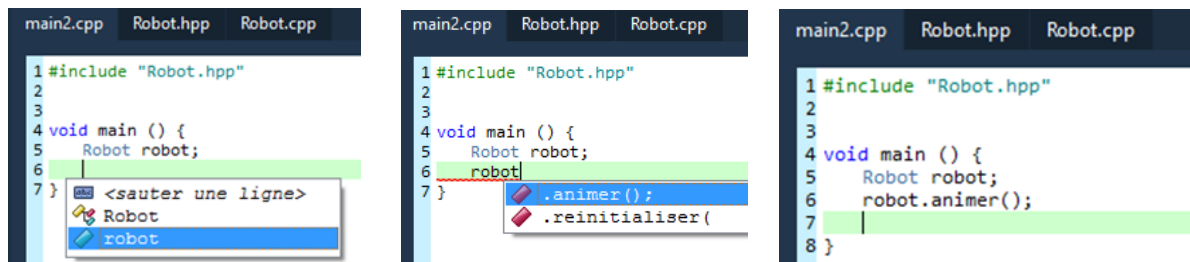 main2.cpp Robot.hpp Robot.cpp
1 #include "Robot.hpp"
2
3
4 void main () {
5 Robot robot;
6
7 }
<sauter une ligne>
Robot
robot
main2.cpp Robot.hpp Robot.cpp
1 #include "Robot.hpp"
2
3
4 void main () {
5 Robot robot;
6 robot
7 }
.animer();
.reinitialiser(
main2.cpp Robot.hpp Robot.cpp
1 #include "Robot.hpp"
2
3
4 void main () {
5 Robot robot;
6 robot.animer();
7
8 }